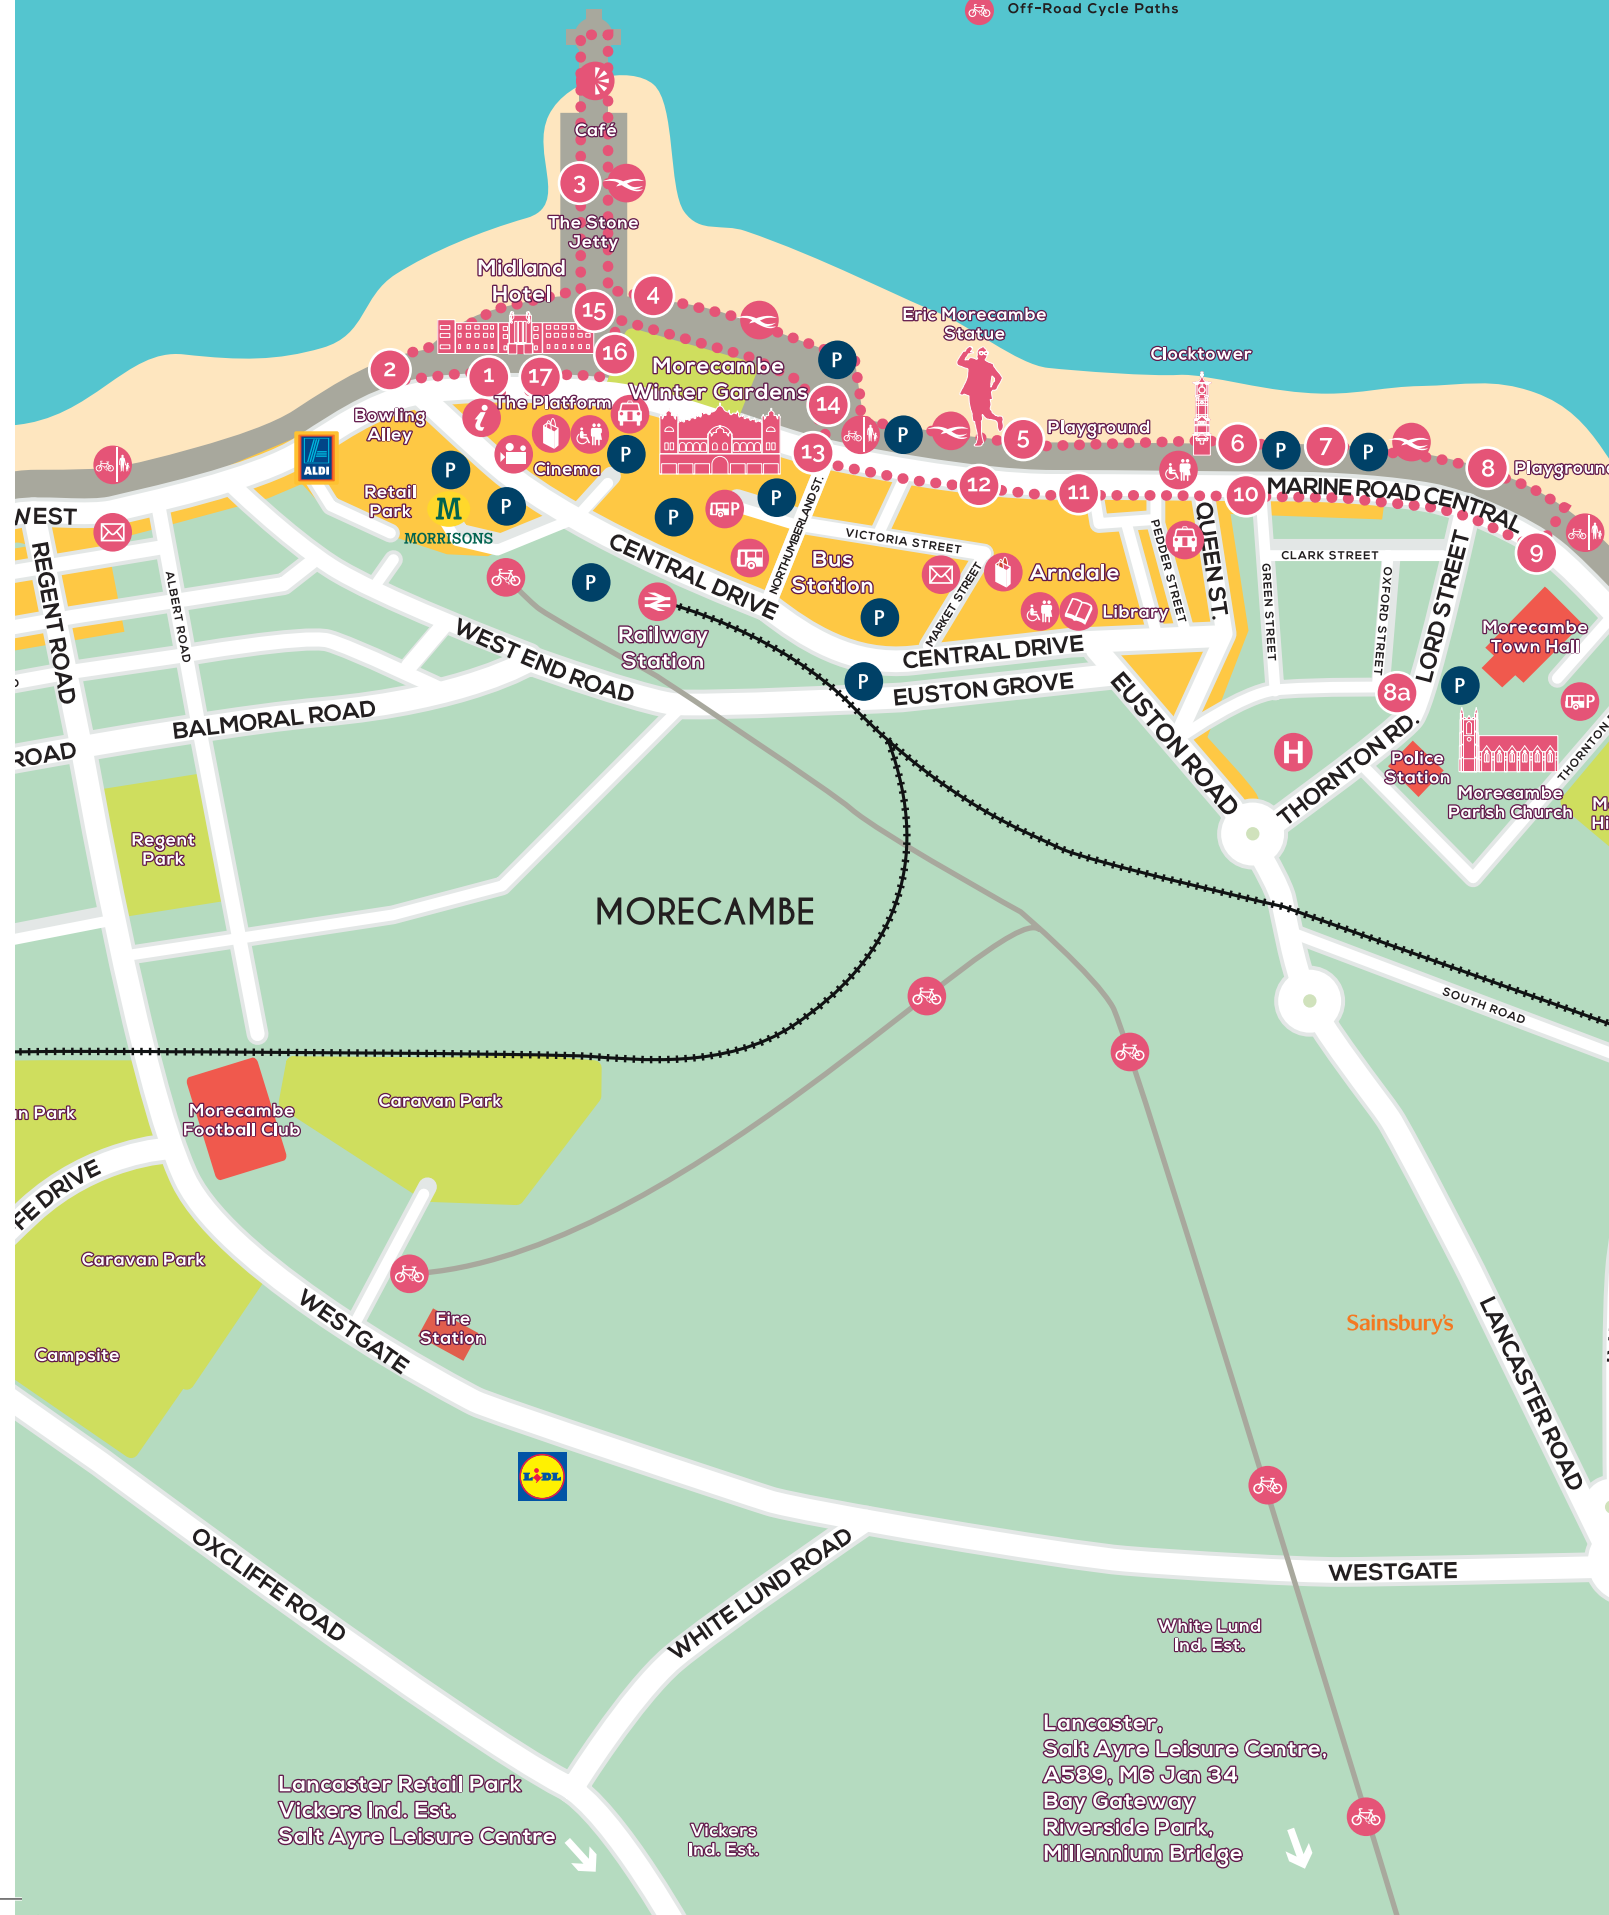 Off-Road Cycle Paths
Café
3
The Stone
Jetty
Midland
Hotel
15
4
16
2
1
17
The Platform
Morecambe
Winter Gardens
P
14
Eric Morecambe
Statue
Clocktower
Bowling
Alley
i
Cinema
P
13
P
5
Playground
6
P
7
P
8
Playground
ALDI
P
Retail
Park
M
MORRISONS
P
P
P
P
12
11
10
MARINE ROAD CENTRAL
9
WEST
REGENT ROAD
ALBERT ROAD
P
CENTRAL DRIVE
NORTHUMBERLAND ST.
VICTORIA STREET
Bus
Station
MARKET STREET
Arndale
Library
PEDDER STREET
QUEEN ST.
CLARK STREET
GREEN STREET
OXFORD STREET
LORD STREET
Morecambe
Town Hall
P
Railway
Station
WEST END ROAD
P
P
CENTRAL DRIVE
EUSTON GROVE
EUSTON ROAD
8a
P
P
BALMORAL ROAD
ROAD
H
THORNTON RD.
Police
Station
Morecambe
Parish Church
THORNTON
Regent
Park
MORECAMBE
SOUTH ROAD
Caravan Park
Morecambe
Football Club
Park
DRIVE
Caravan Park
Campsite
WESTGATE
Fire
Station
Sainsbury's
LANCASTER ROAD
LIDL
OXCLIFFE ROAD
WHITE LUND ROAD
WESTGATE
White Lund
Ind. Est.
Lancaster,
Salt Ayre Leisure Centre,
A589, M6 Jcn 34
Bay Gateway
Riverside Park,
Millennium Bridge
Lancaster Retail Park
Vickers Ind. Est.
Salt Ayre Leisure Centre
Vickers
Ind. Est.